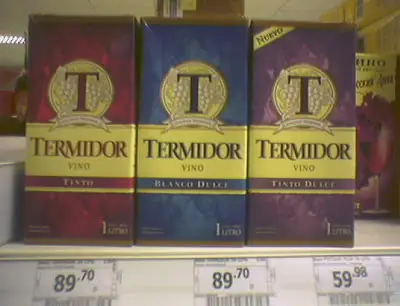 T
TERMIDOR
VINO
TINTO
1 LITRO
T
TERMIDOR
VINO
BLANCO DULCE
1 LITRO
NUEVO
T
TERMIDOR
VINO
TINTO DULCE
1 LITRO
89.70
89.70
59.98